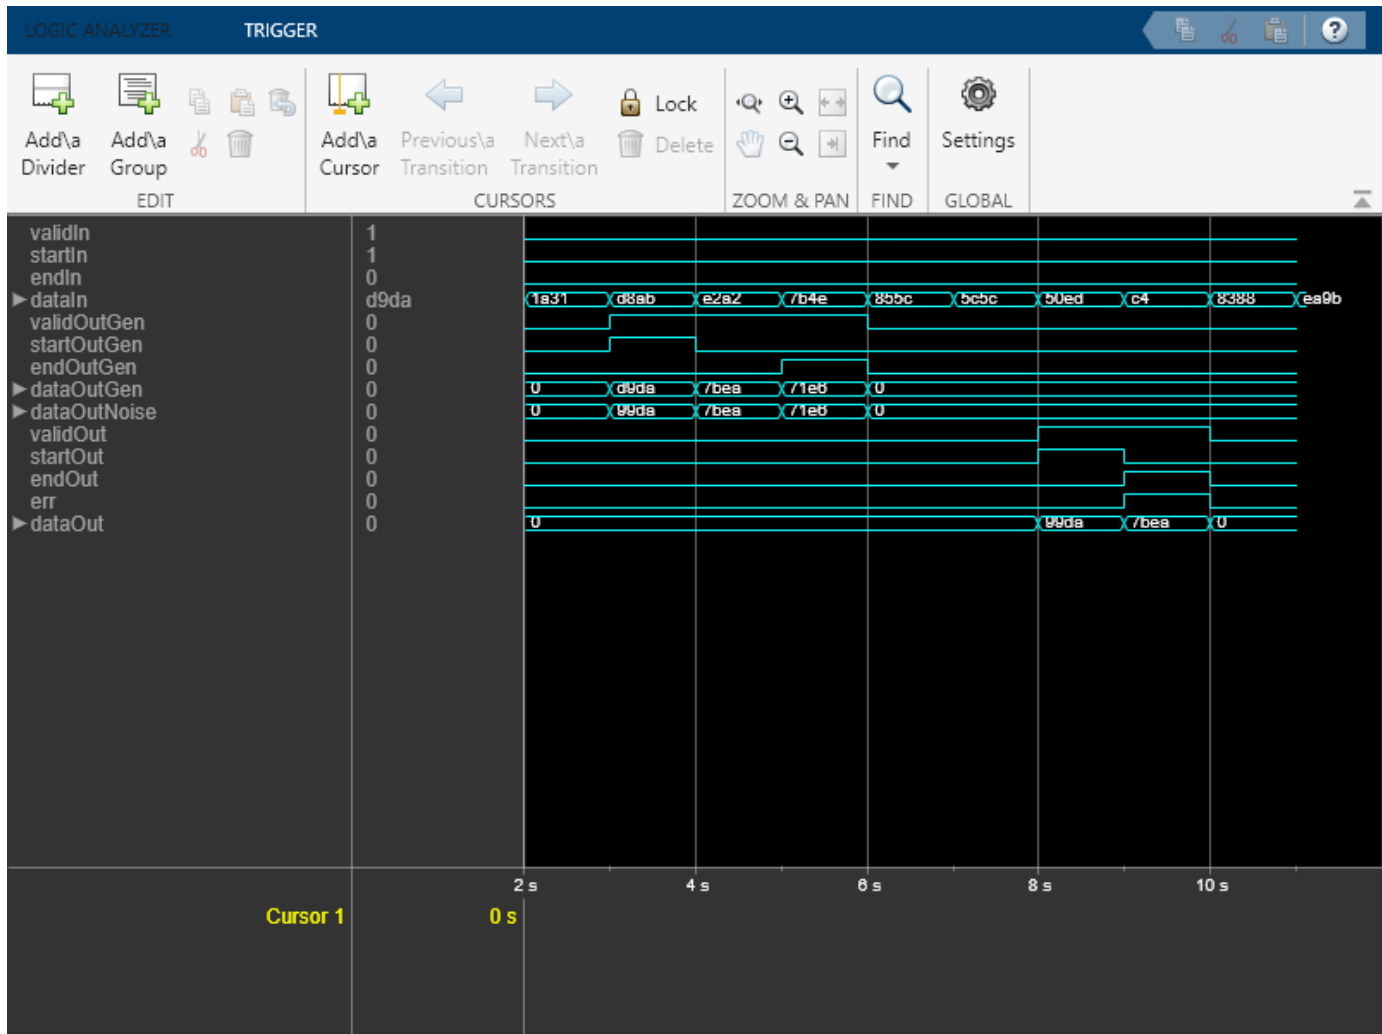 LOGIC ANALYZER TRIGGER ?
Add\a Divider
Add\a Group
Add\a Cursor
Previous\a Transition
Next\a Transition
Lock
Delete
Find
Settings
EDIT CURSORS ZOOM & PAN FIND GLOBAL
validIn 1
startIn 1
endIn 0
dataIn d9da 1a31 d8ab e2a2 7b4e 855c 5c5c 50ed c4 8388 ea9b
validOutGen 0
startOutGen 0
endOutGen 0
dataOutGen 0 0 d9da 7bea 71e6 0
dataOutNoise 0 0 99da 7bea 71e6 0
validOut 0
startOut 0
endOut 0
err 0
dataOut 0 0 99da 7bea 0
2 s 4 s 6 s 8 s 10 s
Cursor 1 0 s